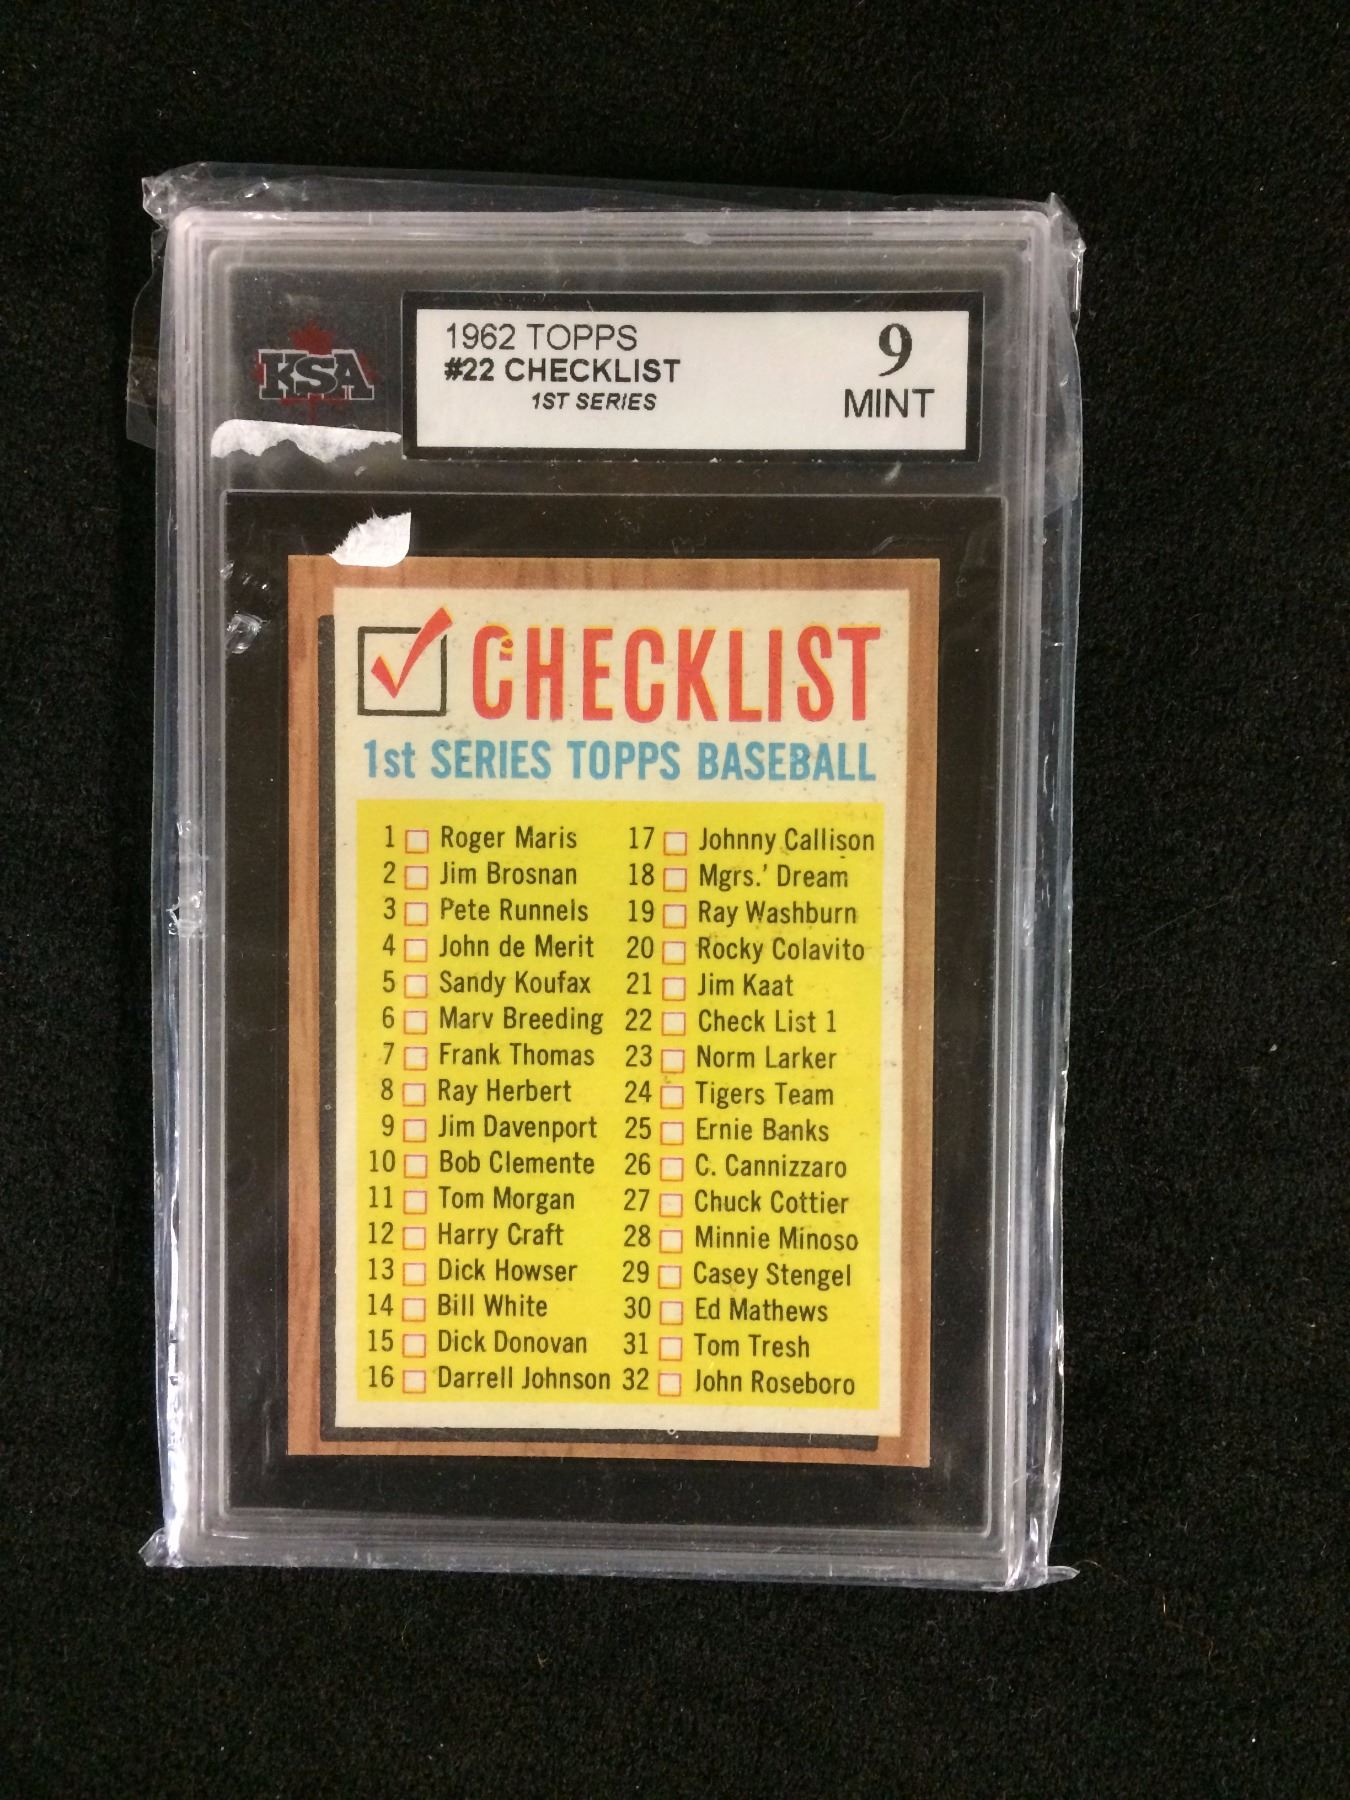 KSA
1962 TOPPS
#22 CHECKLIST
1ST SERIES
9
MINT
CHECKLIST
1st SERIES TOPPS BASEBALL
1 Roger Maris
2 Jim Brosnan
3 Pete Runnels
4 John de Merit
5 Sandy Koufax
6 Marv Breeding
7 Frank Thomas
8 Ray Herbert
9 Jim Davenport
10 Bob Clemente
11 Tom Morgan
12 Harry Craft
13 Dick Howser
14 Bill White
15 Dick Donovan
16 Darrell Johnson
17 Johnny Callison
18 Mgrs.' Dream
19 Ray Washburn
20 Rocky Colavito
21 Jim Kaat
22 Check List 1
23 Norm Larker
24 Tigers Team
25 Ernie Banks
26 C. Cannizzaro
27 Chuck Cottier
28 Minnie Minoso
29 Casey Stengel
30 Ed Mathews
31 Tom Tresh
32 John Roseboro